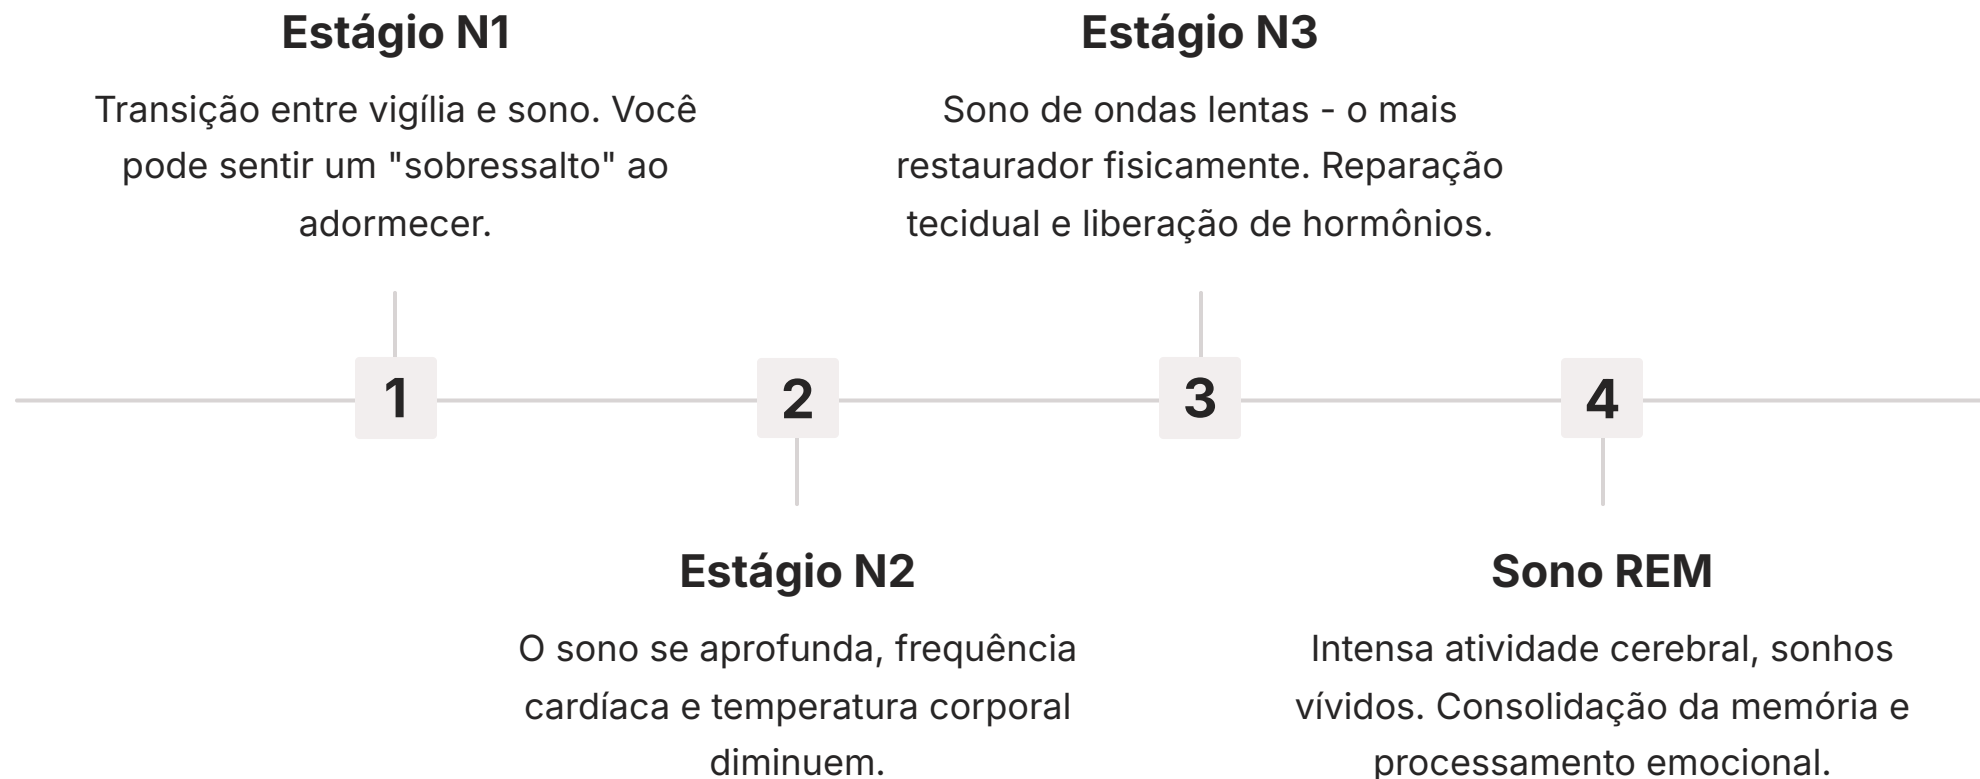 Estágio N1
Transição entre vigília e sono. Você
pode sentir um "sobressalto" ao
adormecer.
Estágio N3
Sono de ondas lentas - o mais
restaurador fisicamente. Reparação
tecidual e liberação de hormônios.
1
2
3
4
Estágio N2
O sono se aprofunda, frequência
cardíaca e temperatura corporal
diminuem.
Sono REM
Intensa atividade cerebral, sonhos
vívidos. Consolidação da memória e
processamento emocional.